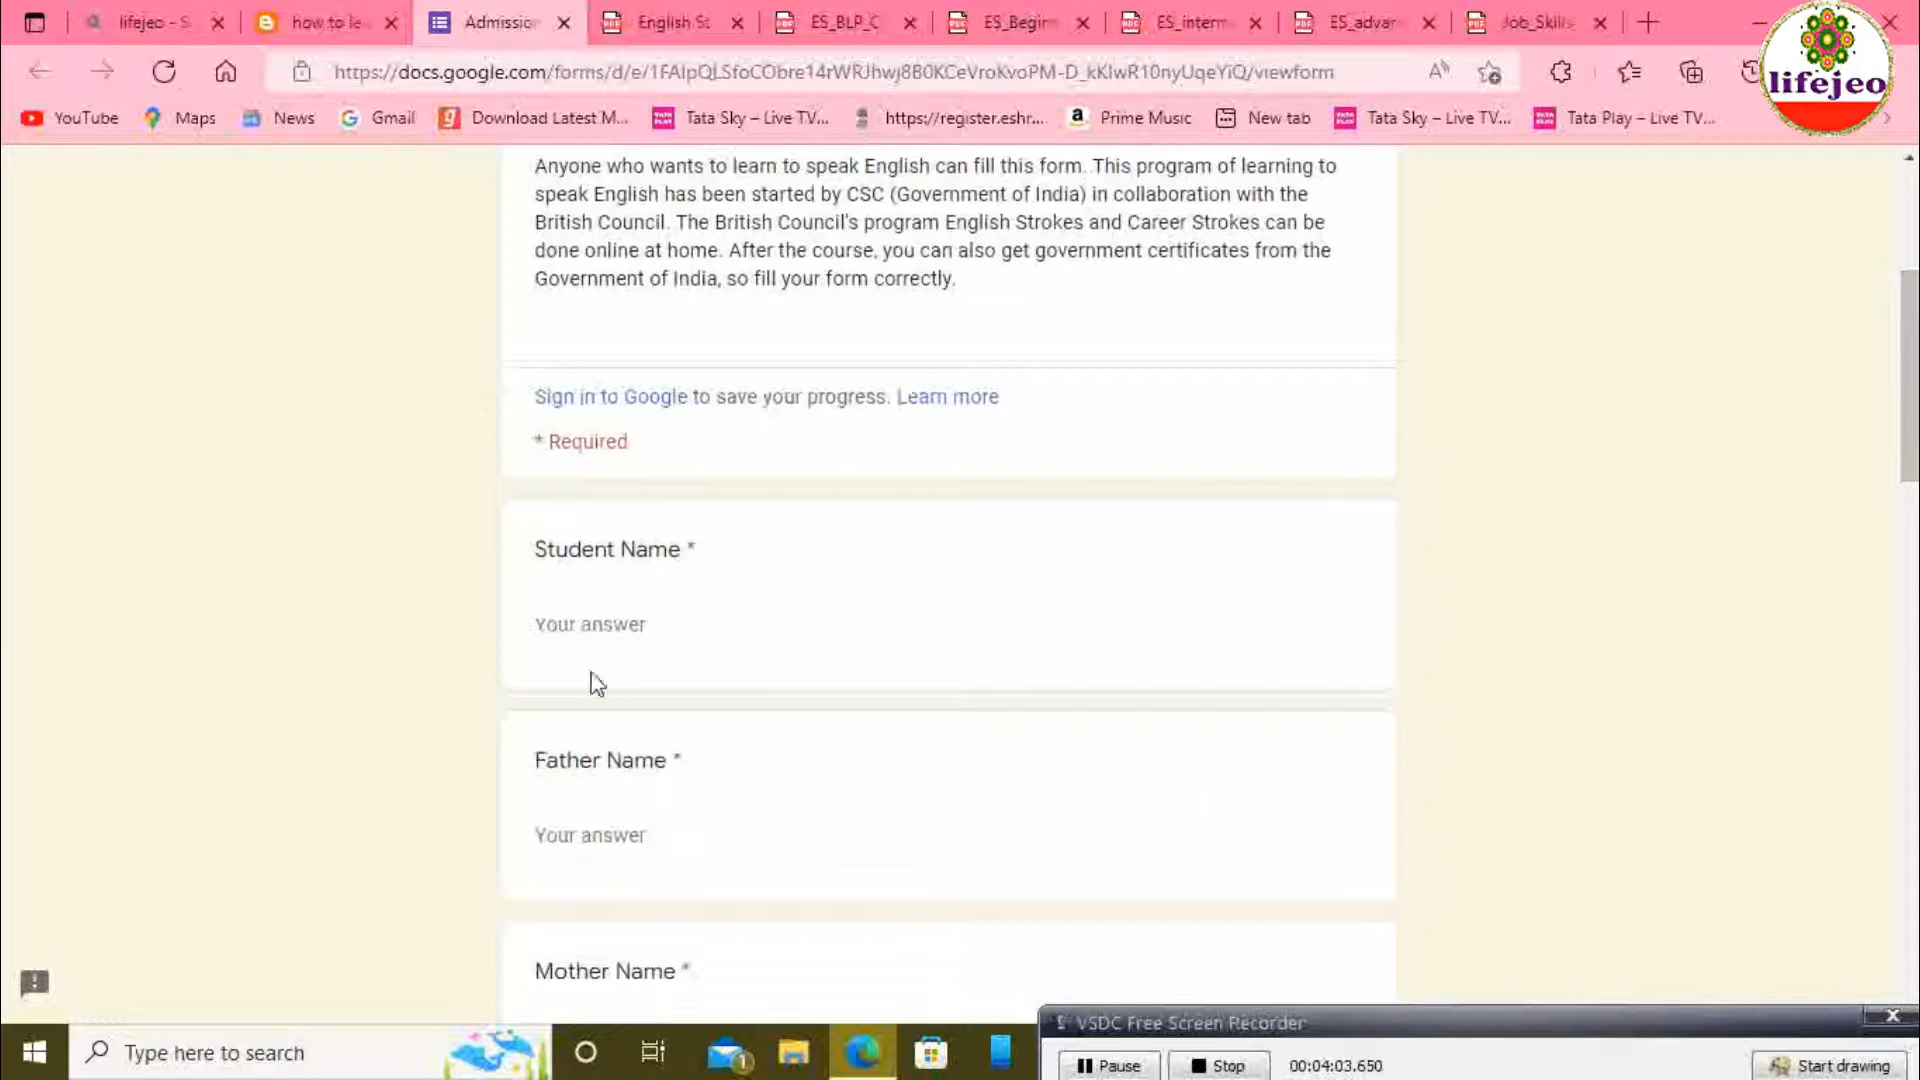 lifejeo - S
how to le
Admissio
English St
ES_BLP_C
ES_Begin
ES_interm
ES_advan
Job_Skills
https://docs.google.com/forms/d/e/1FAIpQLSfoCObre14rWRJhwj8B0KCeVroKvoPM-D_kKIwR10nyUqeYiQ/viewform
lifejeo
YouTube
Maps
News
Gmail
Download Latest M...
Tata Sky – Live TV...
https://register.eshr...
Prime Music
New tab
Tata Sky – Live TV...
Tata Play – Live TV...
Anyone who wants to learn to speak English can fill this form. This program of learning to
speak English has been started by CSC (Government of India) in collaboration with the
British Council. The British Council's program English Strokes and Career Strokes can be
done online at home. After the course, you can also get government certificates from the
Government of India, so fill your form correctly.
Sign in to Google to save your progress. Learn more
* Required
Student Name *
Your answer
Father Name *
Your answer
Mother Name *
VSDC Free Screen Recorder
Type here to search
1
Pause
Stop
00:04:03.650
Start drawing